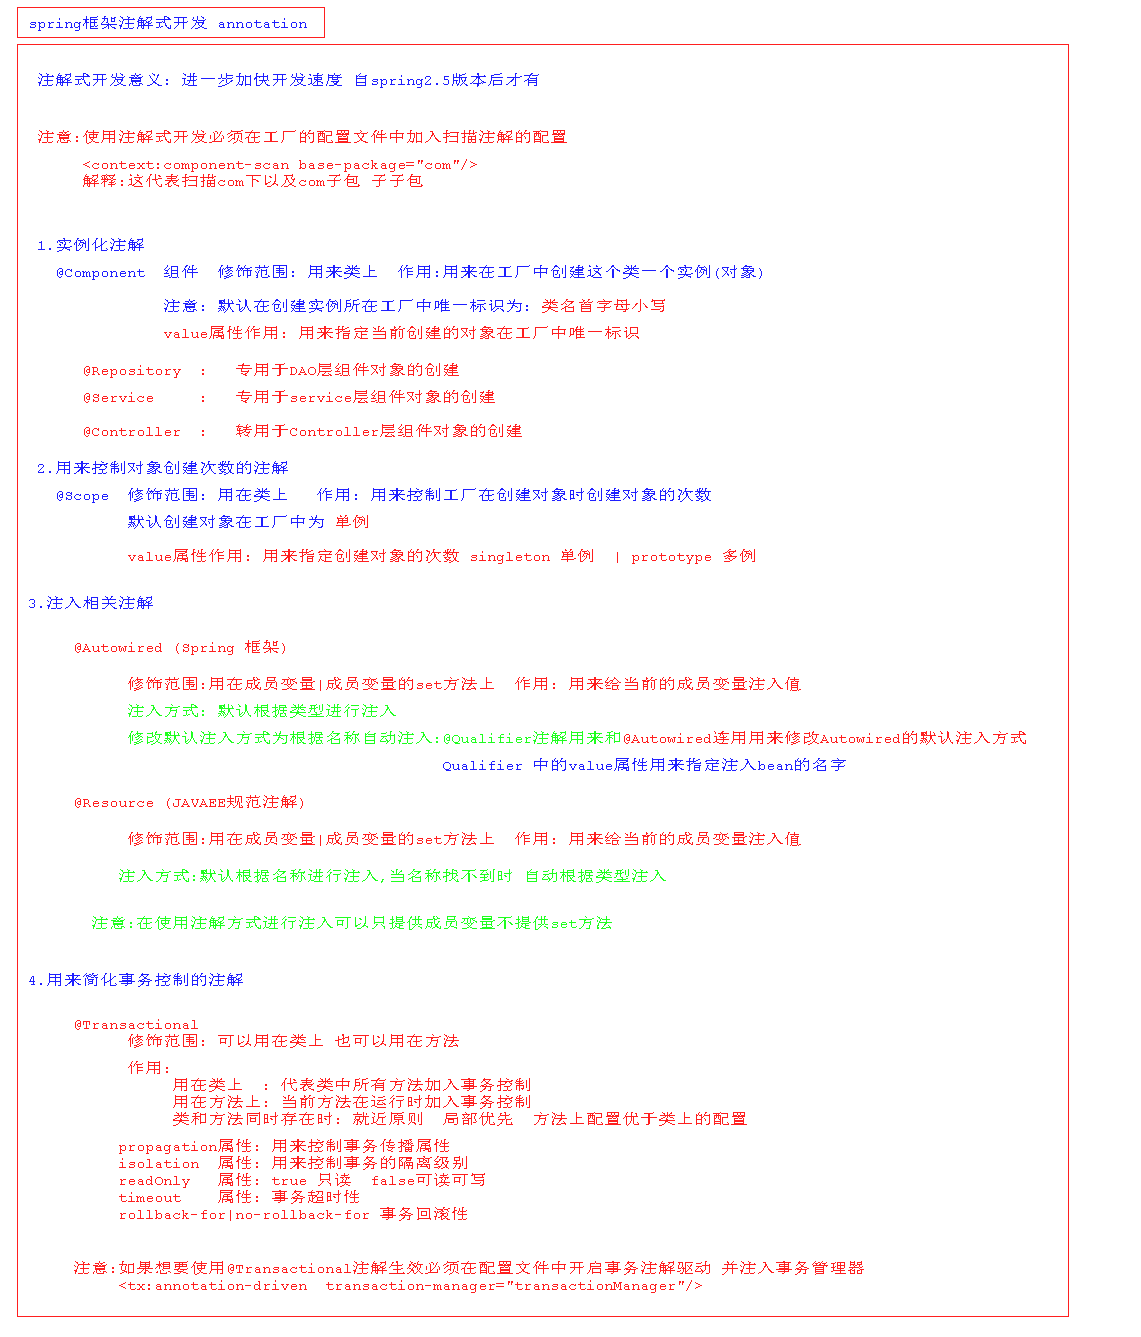 spring框架注解式开发 annotation
注解式开发意义: 进一步加快开发速度 自spring2.5版本后才有
注意:使用注解式开发必须在工厂的配置文件中加入扫描注解的配置
<context:component-scan base-package="com"/>
解释:这代表扫描com下以及com子包 子子包
1.实例化注解
@Component 组件 修饰范围: 用来类上 作用:用来在工厂中创建这个类一个实例(对象)
注意: 默认在创建实例所在工厂中唯一标识为: 类名首字母小写
value属性作用: 用来指定当前创建的对象在工厂中唯一标识
@Repository : 专用于DAO层组件对象的创建
@Service : 专用于service层组件对象的创建
@Controller : 转用于Controller层组件对象的创建
2.用来控制对象创建次数的注解
@Scope 修饰范围: 用在类上 作用: 用来控制工厂在创建对象时创建对象的次数
默认创建对象在工厂中为 单例
value属性作用: 用来指定创建对象的次数 singleton 单例 | prototype 多例
3.注入相关注解
@Autowired (Spring 框架)
修饰范围:用在成员变量|成员变量的set方法上 作用: 用来给当前的成员变量注入值
注入方式: 默认根据类型进行注入
修改默认注入方式为根据名称自动注入:@Qualifier注解用来和@Autowired连用用来修改Autowired的默认注入方式
Qualifier 中的value属性用来指定注入bean的名字
@Resource (JAVAEE规范注解)
修饰范围:用在成员变量|成员变量的set方法上 作用: 用来给当前的成员变量注入值
注入方式:默认根据名称进行注入,当名称找不到时 自动根据类型注入
注意:在使用注解方式进行注入可以只提供成员变量不提供set方法
4.用来简化事务控制的注解
@Transactional
修饰范围: 可以用在类上 也可以用在方法
作用:
用在类上 : 代表类中所有方法加入事务控制
用在方法上: 当前方法在运行时加入事务控制
类和方法同时存在时: 就近原则 局部优先 方法上配置优于类上的配置
propagation属性: 用来控制事务传播属性
isolation 属性: 用来控制事务的隔离级别
readOnly 属性: true 只读 false可读可写
timeout 属性: 事务超时性
rollback-for|no-rollback-for 事务回滚性
注意:如果想要使用@Transactional注解生效必须在配置文件中开启事务注解驱动 并注入事务管理器
<tx:annotation-driven transaction-manager="transactionManager"/>